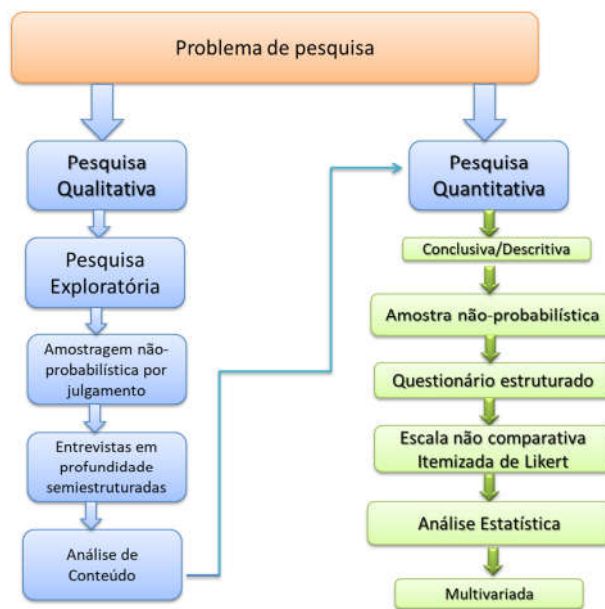 Problema de pesquisa
Pesquisa
Qualitativa
Pesquisa
Exploratória
Amostragem não-
probabilística por
julgamento
Entrevistas em
profundidade
semiestruturadas
Análise de
Conteúdo
Pesquisa
Quantitativa
Conclusiva/Descritiva
Amostra não-probabilística
Questionário estruturado
Escala não comparativa
Itemizada de Likert
Análise Estatística
Multivariada